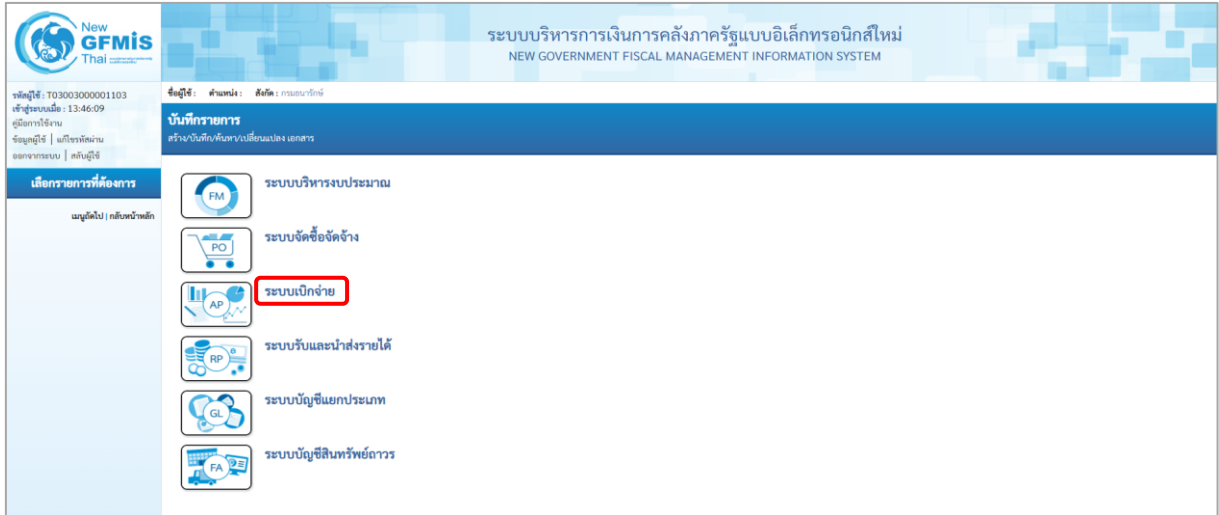 New
GFMIS
Thai
ระบบบริหารการเงินการคลังภาครัฐแบบอิเล็กทรอนิกส์ใหม่
NEW GOVERNMENT FISCAL MANAGEMENT INFORMATION SYSTEM
รหัสผู้ใช้ : T03003000001103
เข้าสู่ระบบเมื่อ : 13:46:09
คู่มือการใช้งาน
ข้อมูลผู้ใช้ | แก้ไขรหัสผ่าน
ออกจากระบบ | สลับผู้ใช้
เลือกรายการที่ต้องการ
เมนูถัดไป | กลับหน้าหลัก
ชื่อผู้ใช้ : ตำแหน่ง : สังกัด : กรมธนารักษ์
บันทึกรายการ
สร้าง/บันทึก/ค้นหา/เปลี่ยนแปลง เอกสาร
FM ระบบบริหารงบประมาณ
PO ระบบจัดซื้อจัดจ้าง
AP ระบบเบิกจ่าย
RP ระบบรับและนำส่งรายได้
GL ระบบบัญชีแยกประเภท
FA ระบบบัญชีสินทรัพย์ถาวร